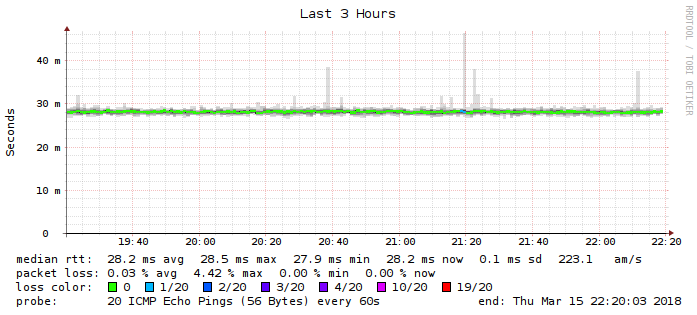 Last 3 Hours
RRDTOOL / TOBI OETIKER
Seconds
40 m
30 m
20 m
10 m
0
19:40 20:00 20:20 20:40 21:00 21:20 21:40 22:00 22:20
median rtt: 28.2 ms avg 28.5 ms max 27.9 ms min 28.2 ms now 0.1 ms sd 223.1 am/s
packet loss: 0.03 % avg 4.42 % max 0.00 % min 0.00 % now
loss color: 0 1/20 2/20 3/20 4/20 10/20 19/20
probe: 20 ICMP Echo Pings (56 Bytes) every 60s end: Thu Mar 15 22:20:03 2018